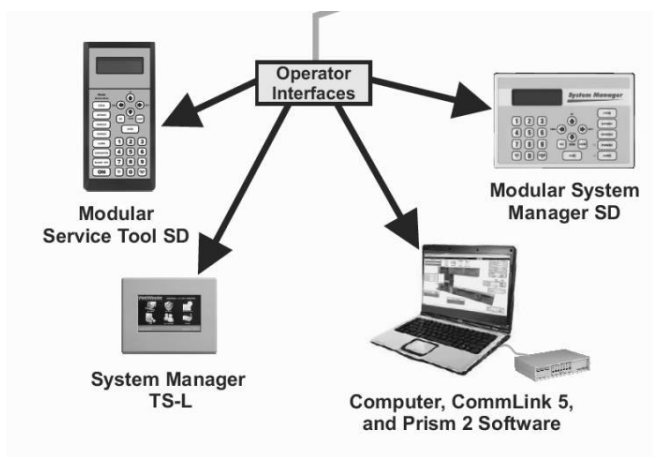 Operator
Interfaces
System Manager
Modular
Service Tool SD
Modular System
Manager SD
System Manager
TS-L
Computer, CommLink 5,
and Prism 2 Software